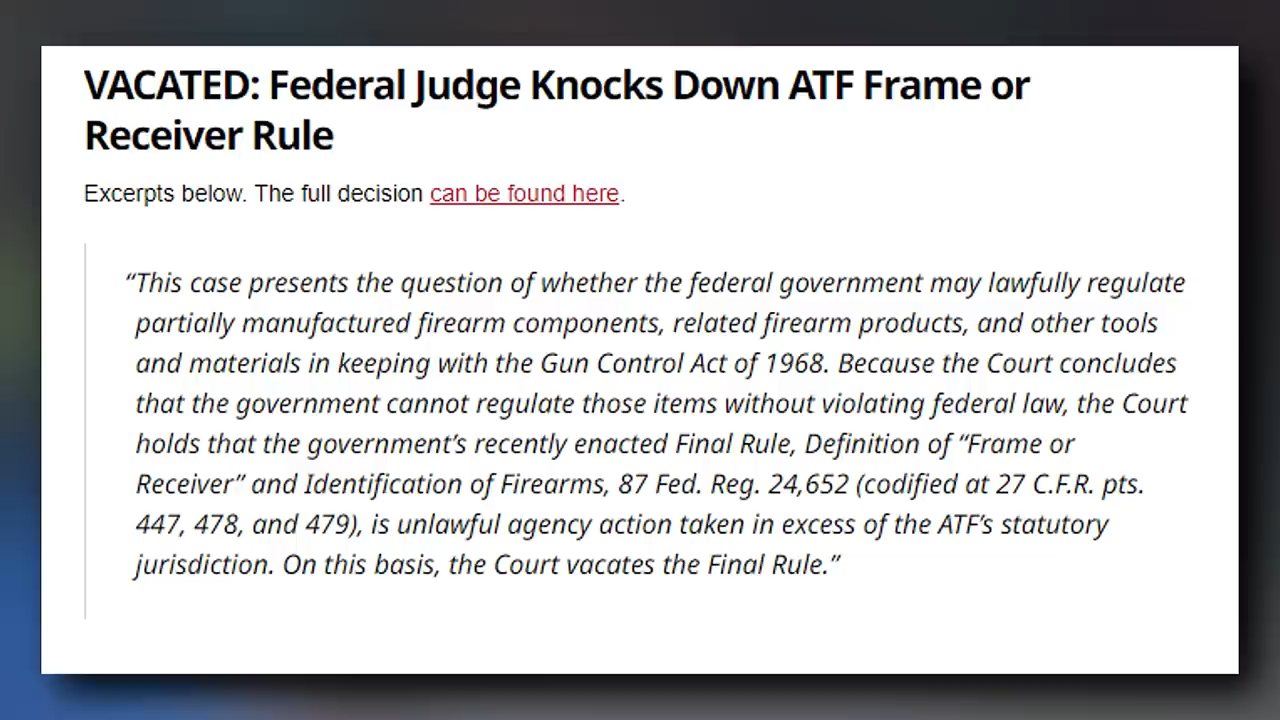 VACATED: Federal Judge Knocks Down ATF Frame or
Receiver Rule
Excerpts below. The full decision can be found here.
“This case presents the question of whether the federal government may lawfully regulate
partially manufactured firearm components, related firearm products, and other tools
and materials in keeping with the Gun Control Act of 1968. Because the Court concludes
that the government cannot regulate those items without violating federal law, the Court
holds that the government’s recently enacted Final Rule, Definition of “Frame or
Receiver” and Identification of Firearms, 87 Fed. Reg. 24,652 (codified at 27 C.F.R. pts.
447, 478, and 479), is unlawful agency action taken in excess of the ATF’s statutory
jurisdiction. On this basis, the Court vacates the Final Rule.”